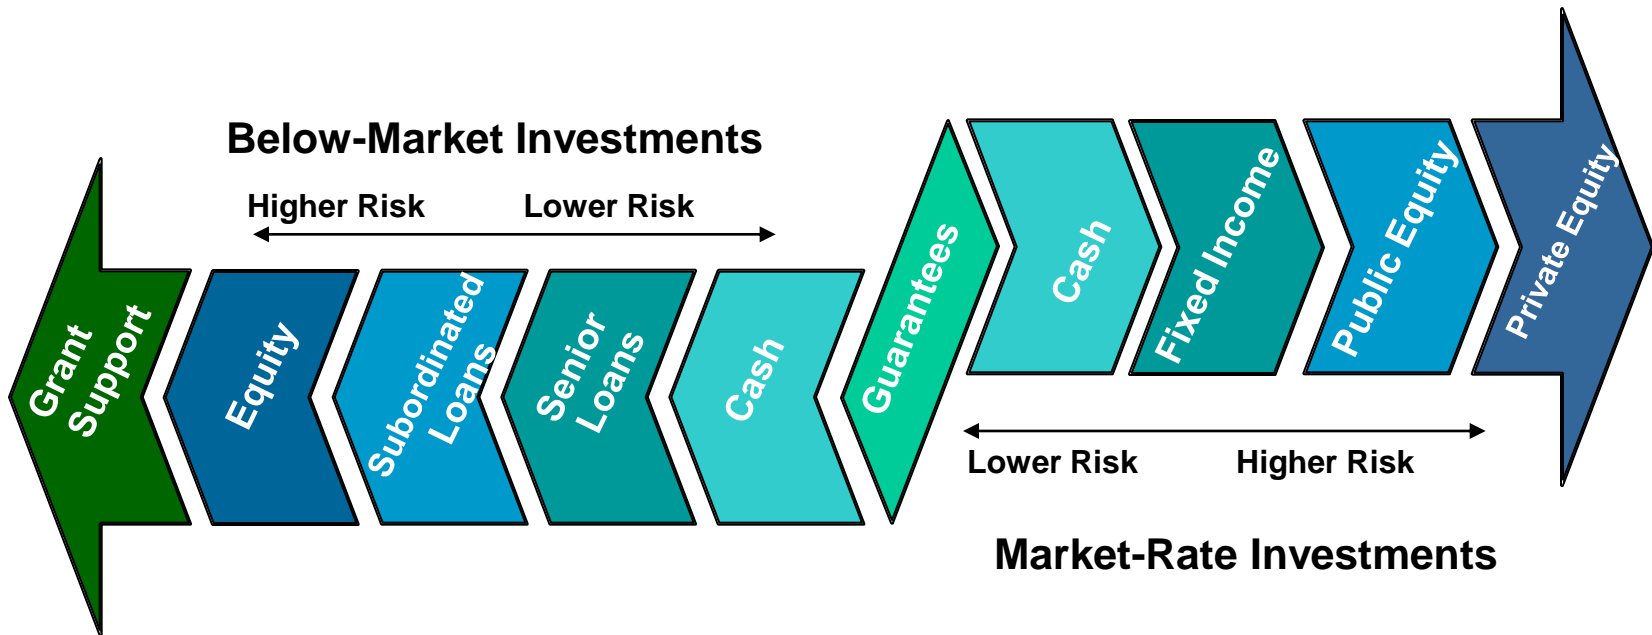 Below-Market Investments
Higher Risk
Lower Risk
Grant
Support
Equity
Subordinated
Loans
Senior
Loans
Cash
Guarantees
Cash
Fixed Income
Public Equity
Private Equity
Lower Risk
Higher Risk
Market-Rate Investments